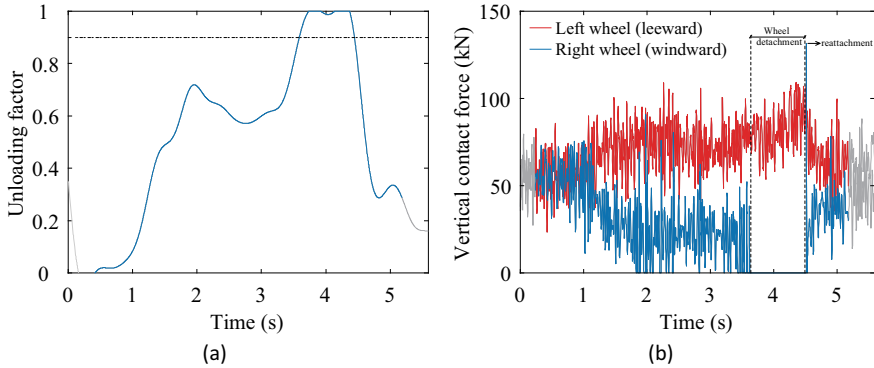 1
0.8
0.6
0.4
0.2
0
Unloading factor
0 1 2 3 4 5
Time (s)
(a)
150
100
50
0
Vertical contact force (kN)
Left wheel (leeward)
Right wheel (windward)
Wheel
detachment
reattachment
0 1 2 3 4 5
Time (s)
(b)